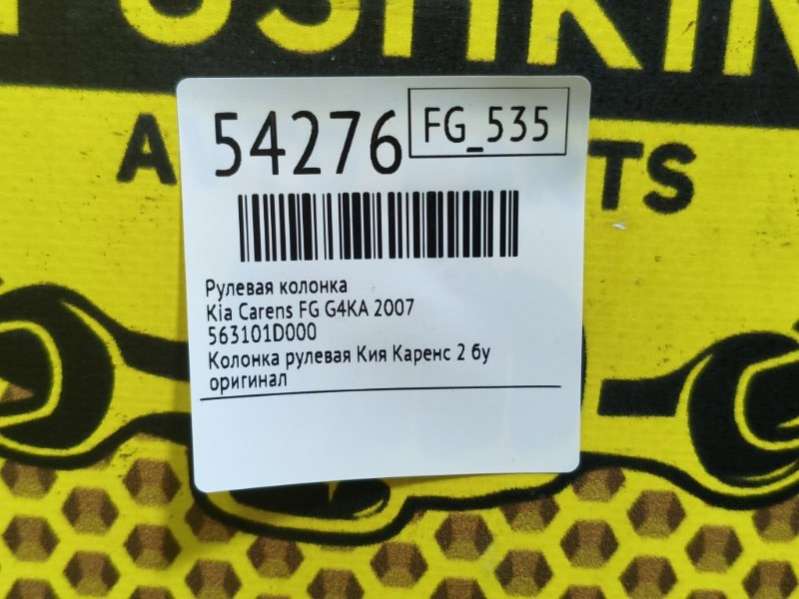 54276
FG_535
Рулевая колонка
Kia Carens FG G4KA 2007
563101D000
Колонка рулевая Кия Каренс 2 бу
оригинал